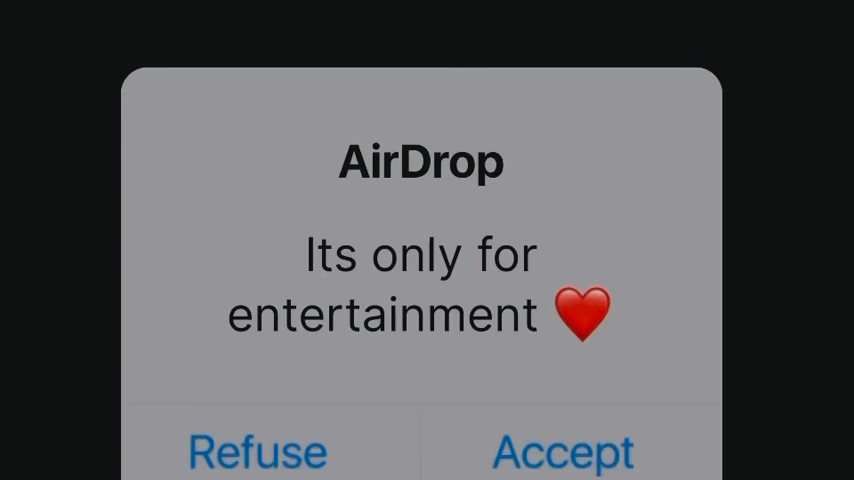 AirDrop
Its only for
entertainment ❤️
Refuse Accept